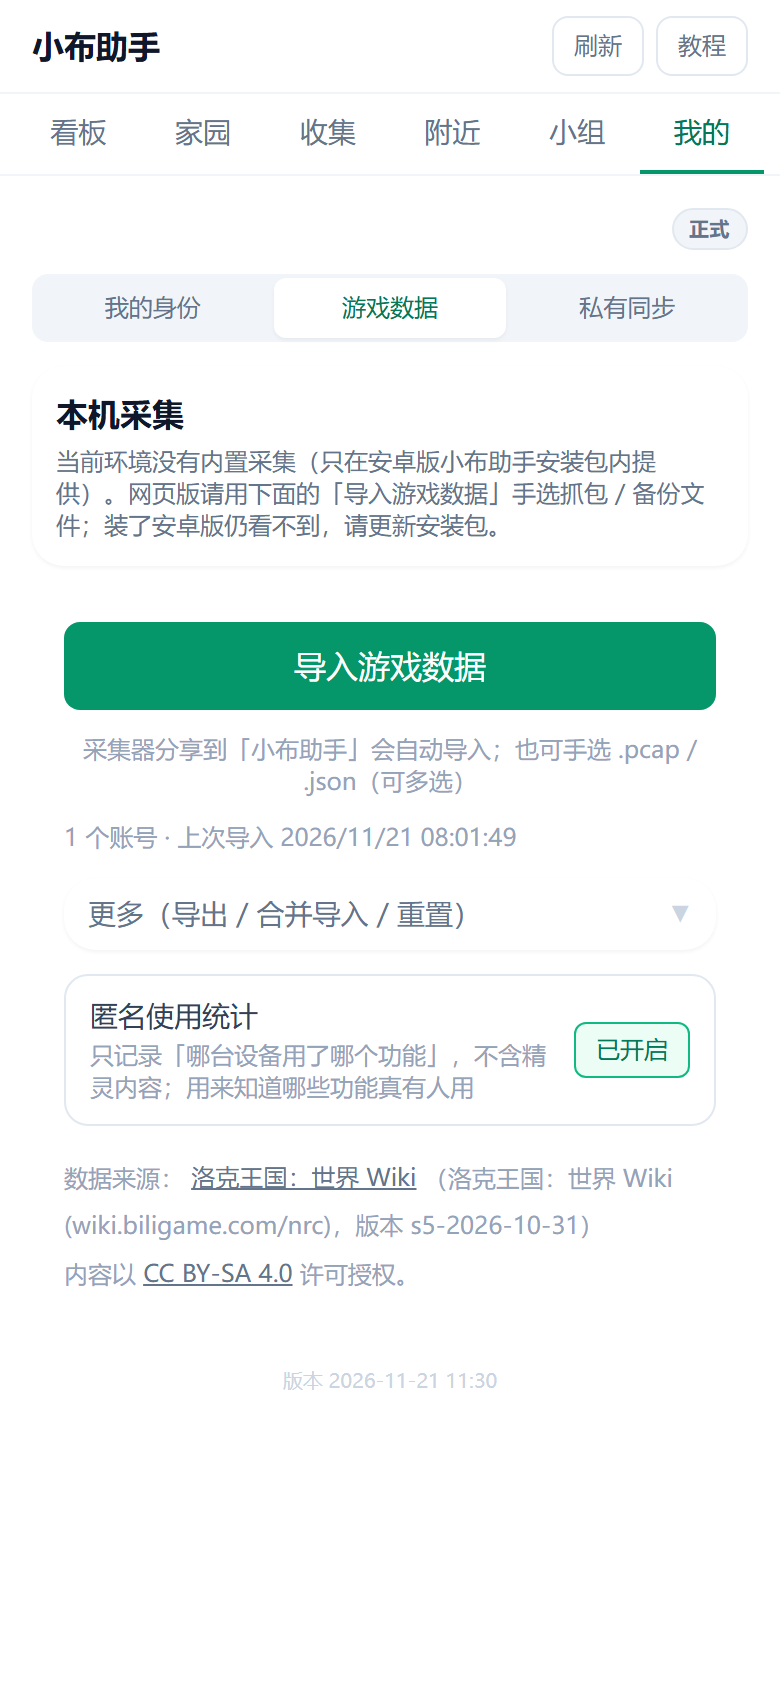 小布助手
刷新
教程
看板
家园
收集
附近
小组
我的
正式
我的身份
游戏数据
私有同步
本机采集
当前环境没有内置采集（只在安卓版小布助手安装包内提
供）。网页版请用下面的「导入游戏数据」手选抓包 / 备份文
件；装了安卓版仍看不到，请更新安装包。
导入游戏数据
采集器分享到「小布助手」会自动导入；也可手选 .pcap /
.json（可多选）
1 个账号 · 上次导入 2026/11/21 08:01:49
更多（导出 / 合并导入 / 重置）
▼
匿名使用统计
只记录「哪台设备用了哪个功能」，不含精
灵内容；用来知道哪些功能真有人用
已开启
数据来源： 洛克王国：世界 Wiki （洛克王国：世界 Wiki
(wiki.biligame.com/nrc)，版本 s5-2026-10-31）
内容以 CC BY-SA 4.0 许可授权。
版本 2026-11-21 11:30